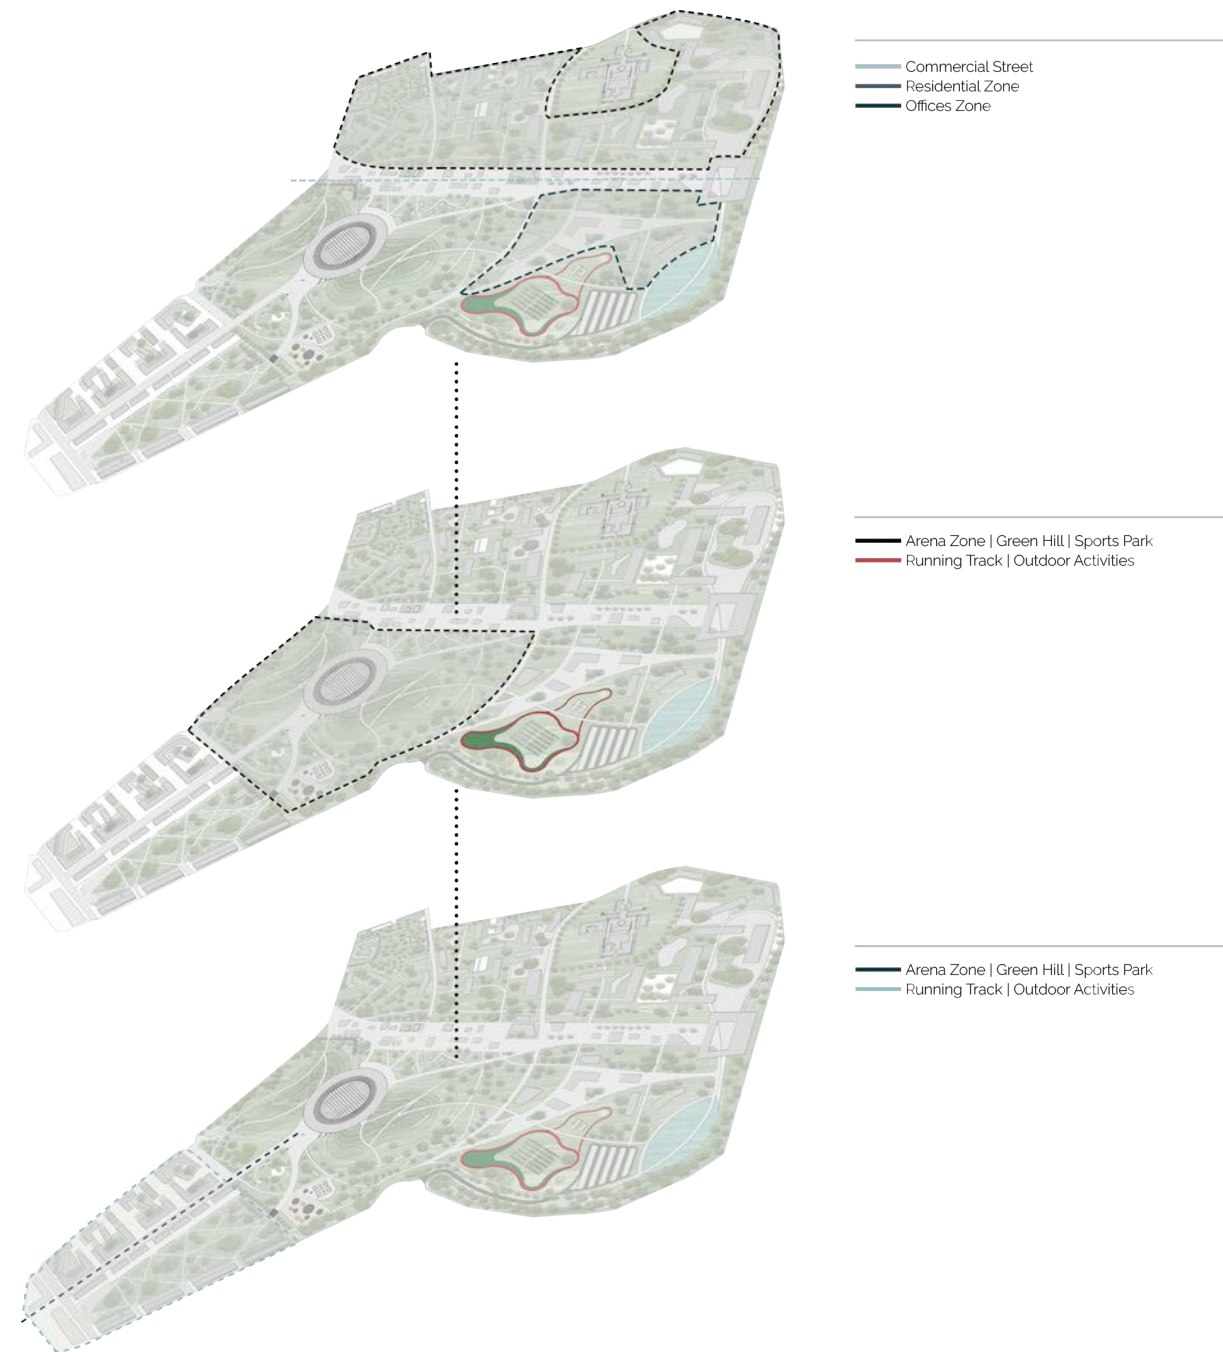 Commercial Street
Residential Zone
Offices Zone
Arena Zone | Green Hill | Sports Park
Running Track | Outdoor Activities
Arena Zone | Green Hill | Sports Park
Running Track | Outdoor Activities